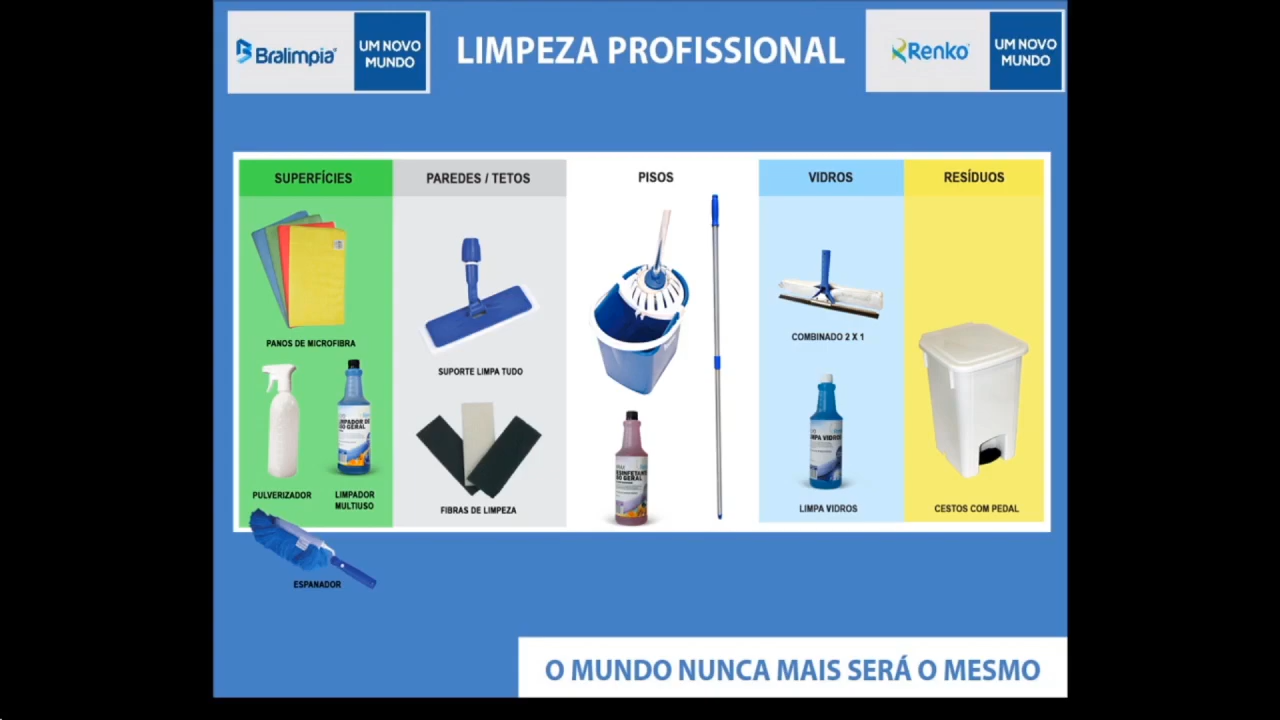 Bralimpia
UM NOVO
MUNDO
LIMPEZA PROFISSIONAL
Renko
UM NOVO
MUNDO
SUPERFÍCIES
PANOS DE MICROFIBRA
PULVERIZADOR
LIMPADOR
MULTIUSO
ESPANADOR
PAREDES / TETOS
SUPORTE LIMPA TUDO
FIBRAS DE LIMPEZA
PISOS
VIDROS
COMBINADO 2 X 1
LIMPA VIDROS
RESÍDUOS
CESTOS COM PEDAL
O MUNDO NUNCA MAIS SERÁ O MESMO